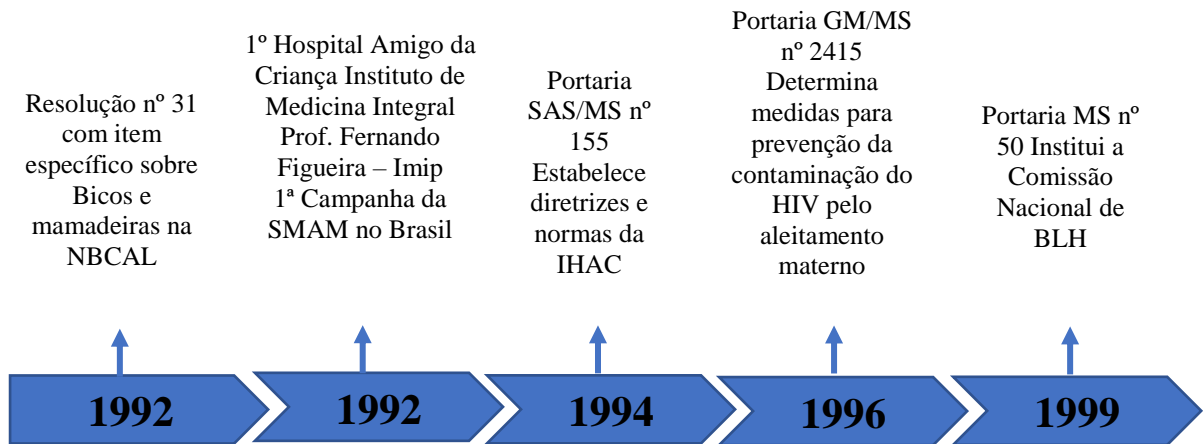 Resolução nº 31
com item
específico sobre
Bicos e
mamadeiras na
NBCAL
1º Hospital Amigo da
Criança Instituto de
Medicina Integral
Prof. Fernando
Figueira – Imip
1ª Campanha da
SMAM no Brasil
Portaria
SAS/MS nº
155
Estabelece
diretrizes e
normas da
IHAC
Portaria GM/MS
nº 2415
Determina
medidas para
prevenção da
contaminação do
HIV pelo
aleitamento
materno
Portaria MS nº
50 Institui a
Comissão
Nacional de
BLH
1992
1992
1994
1996
1999